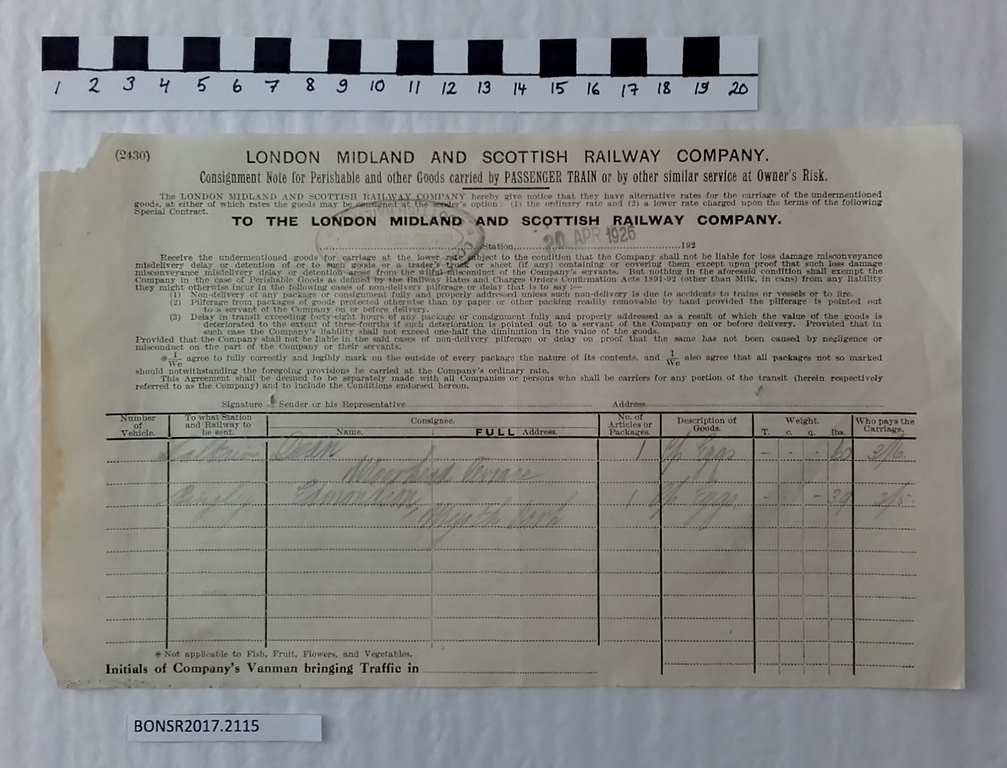 1 2 3 4 5 6 7 8 9 10 11 12 13 14 15 16 17 18 19 20
(2430)
LONDON MIDLAND AND SCOTTISH RAILWAY COMPANY.
Consignment Note for Perishable and other Goods carried by PASSENGER TRAIN or by other similar service at Owner's Risk.
The LONDON MIDLAND AND SCOTTISH RAILWAY COMPANY hereby give notice that they have alternative rates for the carriage of the undermentioned
goods, at either of which rates the goods may be consigned at the sender's option: (1) the ordinary rate and (2) a lower rate charged upon the terms of the following
Special Contract.
TO THE LONDON MIDLAND AND SCOTTISH RAILWAY COMPANY.
Station, 20 APR 1926 192
Receive the undermentioned goods for carriage at the lower rate subject to the condition that the Company shall not be liable for loss damage misconveyance
misdelivery delay or detention of or to such goods or a trader's truck or sheet (if any) containing or covering them except upon proof that such loss damage
misconveyance misdelivery delay or detention arose from the wilful misconduct of the Company's servants. But nothing in the aforesaid condition shall exempt the
Company in the case of Perishable Goods as defined by the Railway Rates and Charges Orders Confirmation Acts 1891-92 (other than Milk, in cans) from any liability
they might otherwise incur in the following cases of non-delivery pilferage or delay that is to say:—
(1) Non-delivery of any package or consignment fully and properly addressed unless such non-delivery is due to accidents to trains or vessels or to fire.
(2) Pilferage from packages of goods protected otherwise than by paper or other packing readily removable by hand provided the pilferage is pointed out
to a servant of the Company on or before delivery.
(3) Delay in transit exceeding forty-eight hours of any package or consignment fully and properly addressed as a result of which the value of the goods is
deteriorated to the extent of three-fourths if such deterioration is pointed out to a servant of the Company on or before delivery. Provided that in
such case the Company's liability shall not exceed one-half the diminution in the value of the goods.
Provided that the Company shall not be liable in the said cases of non-delivery pilferage or delay on proof that the same has not been caused by negligence or
misconduct on the part of the Company or their servants.
* I/We agree to fully correctly and legibly mark on the outside of every package the nature of its contents, and I/We also agree that all packages not so marked
should notwithstanding the foregoing provisions be carried at the Company's ordinary rate.
This Agreement shall be deemed to be separately made with all Companies or persons who shall be carriers for any portion of the transit (herein respectively
referred to as the Company) and to include the Conditions endorsed hereon.
Signature Sender or his Representative Address
Number of Vehicle. To what Station and Railway to be sent. Consignee. Name. FULL Address. No. of Articles or Packages. Description of Goods. Weight. T. c. q. lbs. Who pays the Carriage.
Dean 1 Eggs
Moorhead Terrace
Edmondson 1 Eggs - - - 39
* Not applicable to Fish, Fruit, Flowers, and Vegetables.
Initials of Company's Vanman bringing Traffic in
BONSR2017.2115